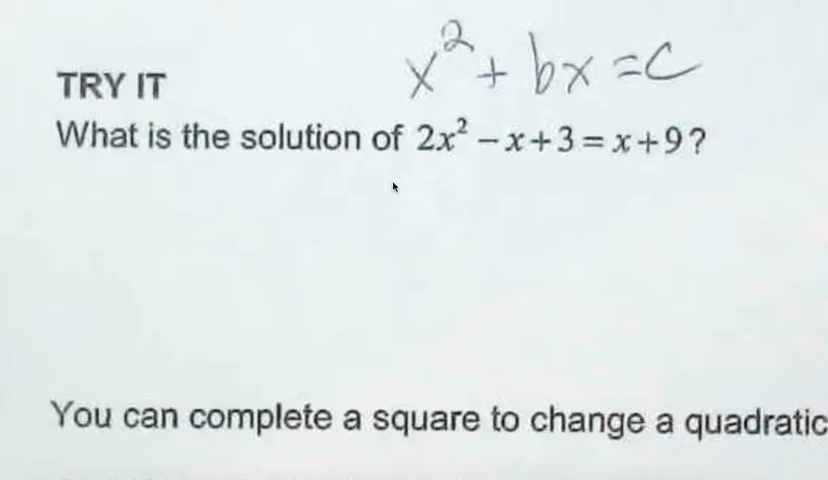 x² + bx = c
TRY IT
What is the solution of 2x² – x + 3 = x + 9?
You can complete a square to change a quadratic